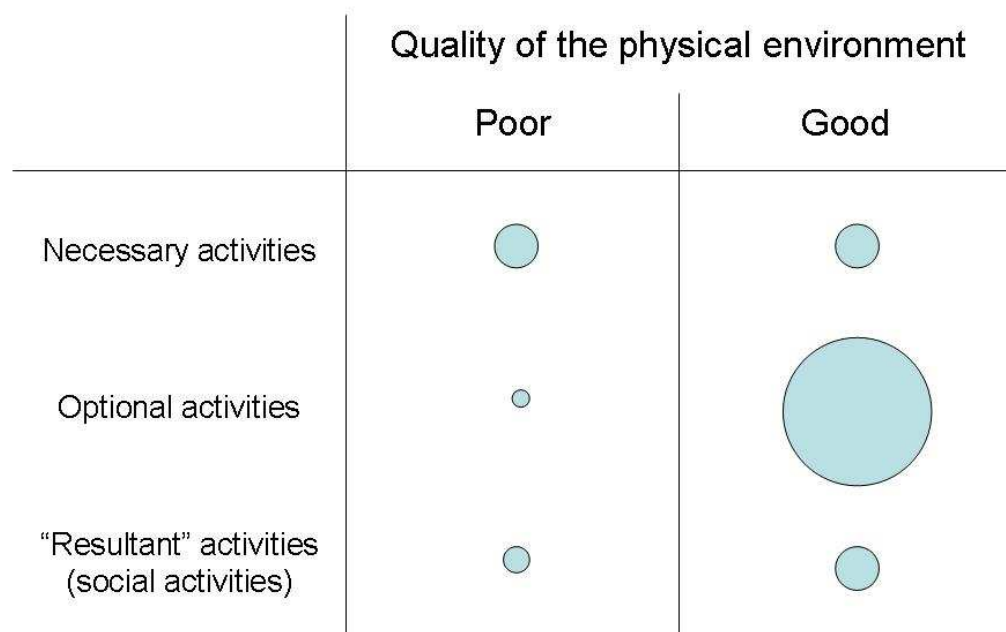 Quality of the physical environment
Poor
Good
Necessary activities
Optional activities
“Resultant” activities
(social activities)